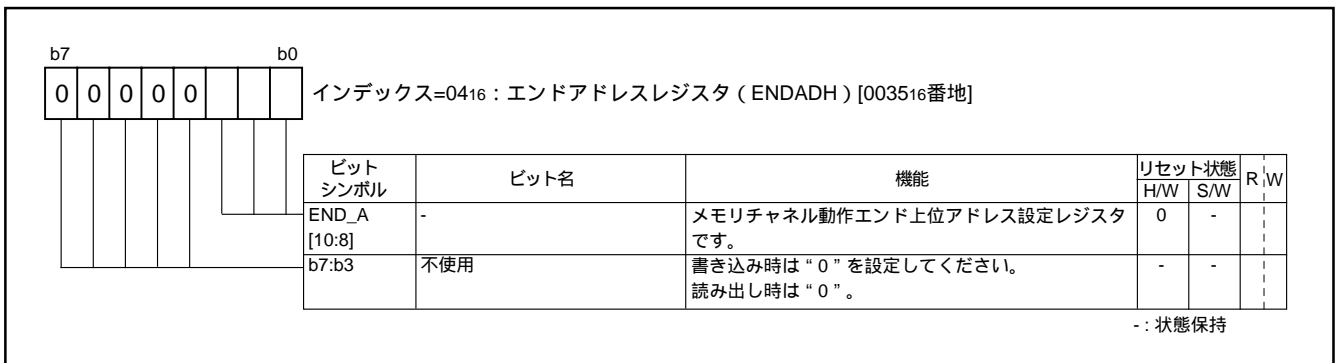 b7 b0
0 0 0 0 0 インデックス=0416：エンドアドレスレジスタ（ENDADH）[003516番地]
ビット シンボル ビット名 機能 リセット状態 H/W S/W R W
END_A [10:8] - メモリチャネル動作エンド上位アドレス設定レジスタ 0 -
です。
b7:b3 不使用 書き込み時は“0”を設定してください。 - -
読み出し時は“0”。
- : 状態保持